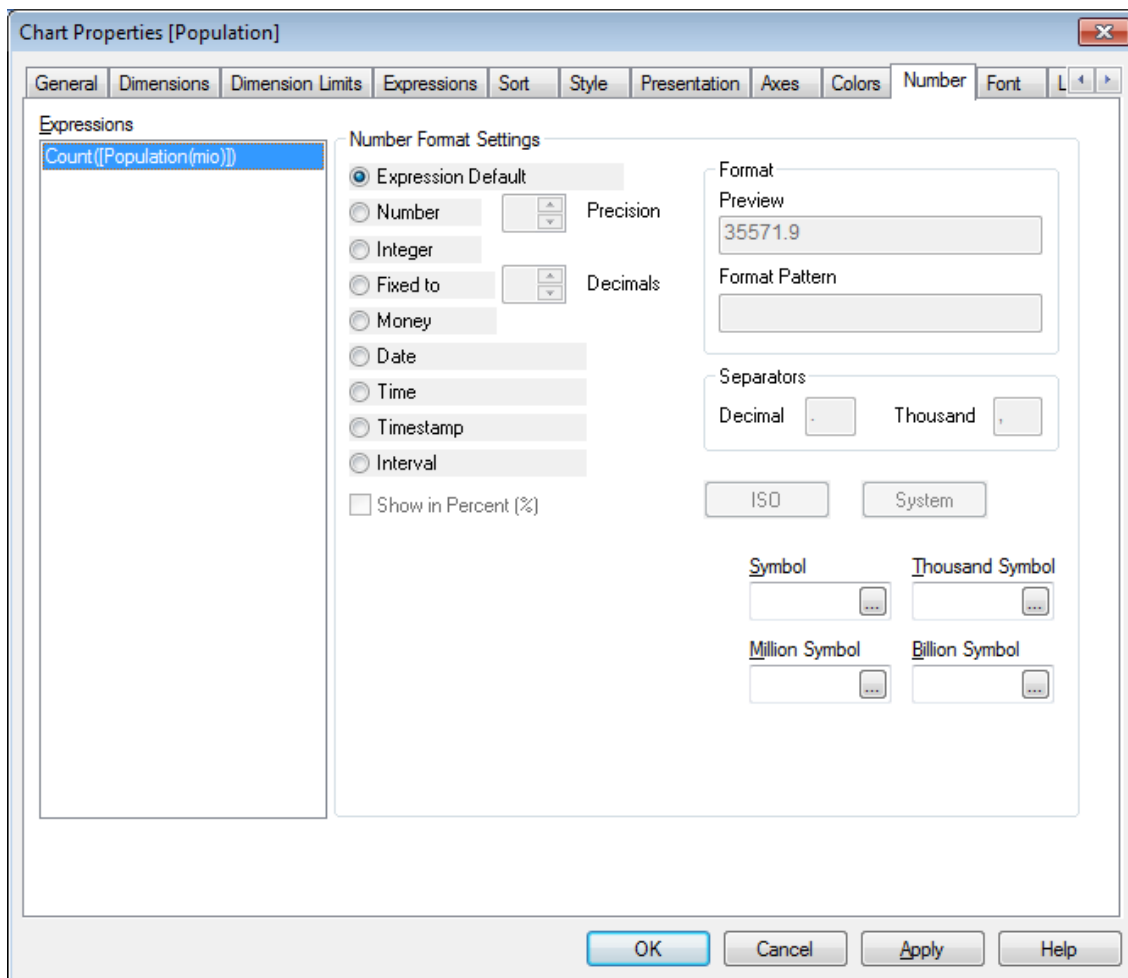 Chart Properties [Population]
General Dimensions Dimension Limits Expressions Sort Style Presentation Axes Colors Number Font L
Expressions
Count([Population(mio)])
Number Format Settings
Expression Default
Number Precision
Integer
Fixed to Decimals
Money
Date
Time
Timestamp
Interval
Show in Percent (%)
Format
Preview
35571.9
Format Pattern
Separators
Decimal . Thousand ,
ISO System
Symbol Thousand Symbol
... ...
Million Symbol Billion Symbol
... ...
OK Cancel Apply Help